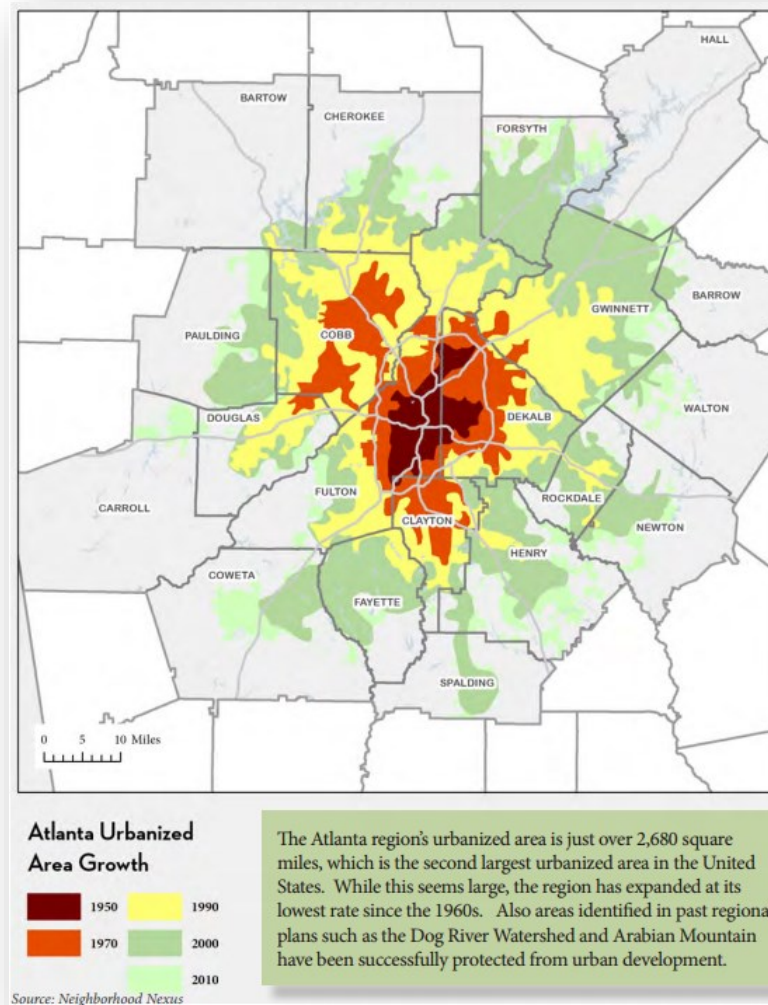 HALL
BARTOW
CHEROKEE
FORSYTH
GWINNETT
BARROW
PAULDING
COBB
WALTON
DOUGLAS
DEKALB
FULTON
ROCKDALE
CARROLL
CLAYTON
NEWTON
HENRY
COWETA
FAYETTE
SPALDING
0 5 10 Miles
Atlanta Urbanized
Area Growth
1950 1990
1970 2000
2010
Source: Neighborhood Nexus
The Atlanta region's urbanized area is just over 2,680 square
miles, which is the second largest urbanized area in the United
States. While this seems large, the region has expanded at its
lowest rate since the 1960s. Also areas identified in past regiona
plans such as the Dog River Watershed and Arabian Mountain
have been successfully protected from urban development.